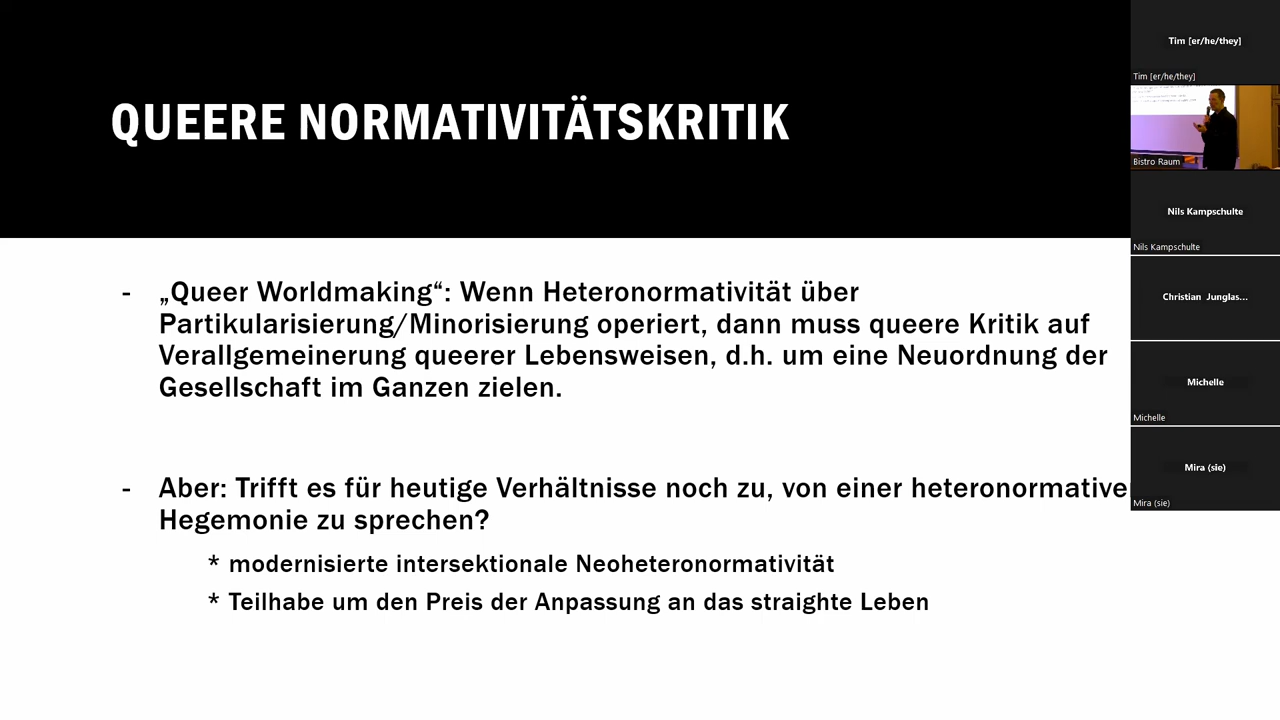 QUEERE NORMATIVITÄTSKRITIK
- „Queer Worldmaking“: Wenn Heteronormativität über
Partikularisierung/Minorisierung operiert, dann muss queere Kritik auf
Verallgemeinerung queerer Lebensweisen, d.h. um eine Neuordnung der
Gesellschaft im Ganzen zielen.
- Aber: Trifft es für heutige Verhältnisse noch zu, von einer heteronormative
Hegemonie zu sprechen?
* modernisierte intersektionale Neoheteronormativität
* Teilhabe um den Preis der Anpassung an das straighte Leben
Tim [er/he/they]
Tim [er/he/they]
Bistro Raum
Nils Kampschulte
Nils Kampschulte
Christian Junglas...
Michelle
Michelle
Mira (sie)
Mira (sie)